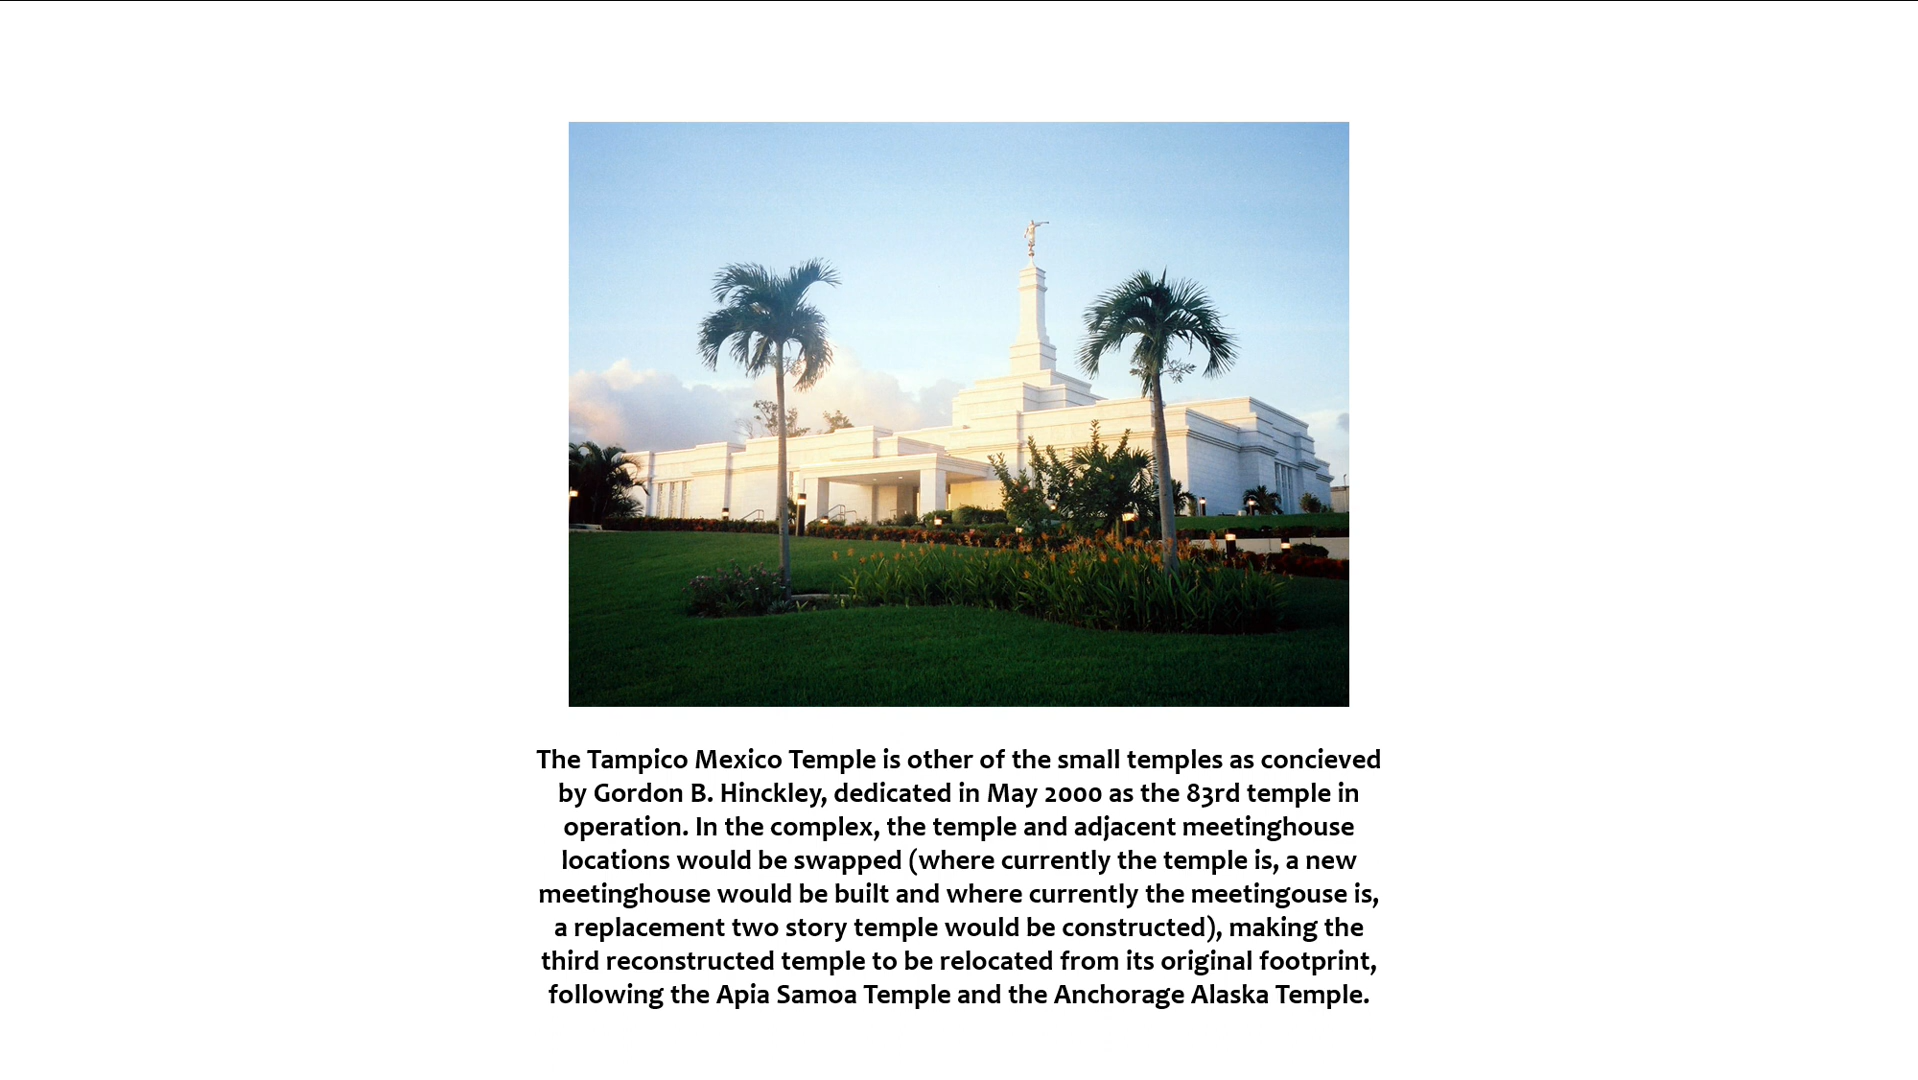 The Tampico Mexico Temple is other of the small temples as concieved
by Gordon B. Hinckley, dedicated in May 2000 as the 83rd temple in
operation. In the complex, the temple and adjacent meetinghouse
locations would be swapped (where currently the temple is, a new
meetinghouse would be built and where currently the meetingouse is,
a replacement two story temple would be constructed), making the
third reconstructed temple to be relocated from its original footprint,
following the Apia Samoa Temple and the Anchorage Alaska Temple.